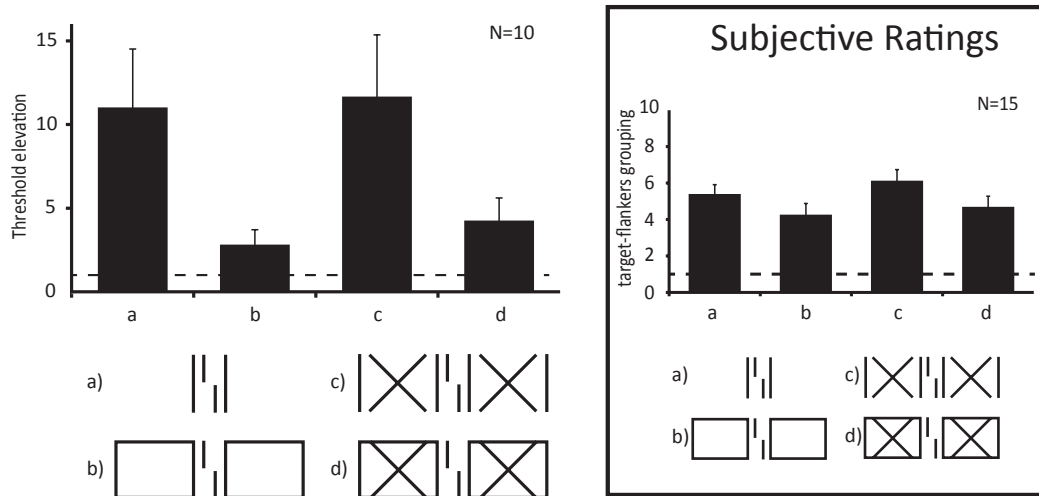 N=10
Threshold elevation
15
10
5
0
a b c d
a)
c)
b)
d)
Subjective Ratings
N=15
target-flankers grouping
10
8
6
4
2
0
a b c d
a)
c)
b)
d)